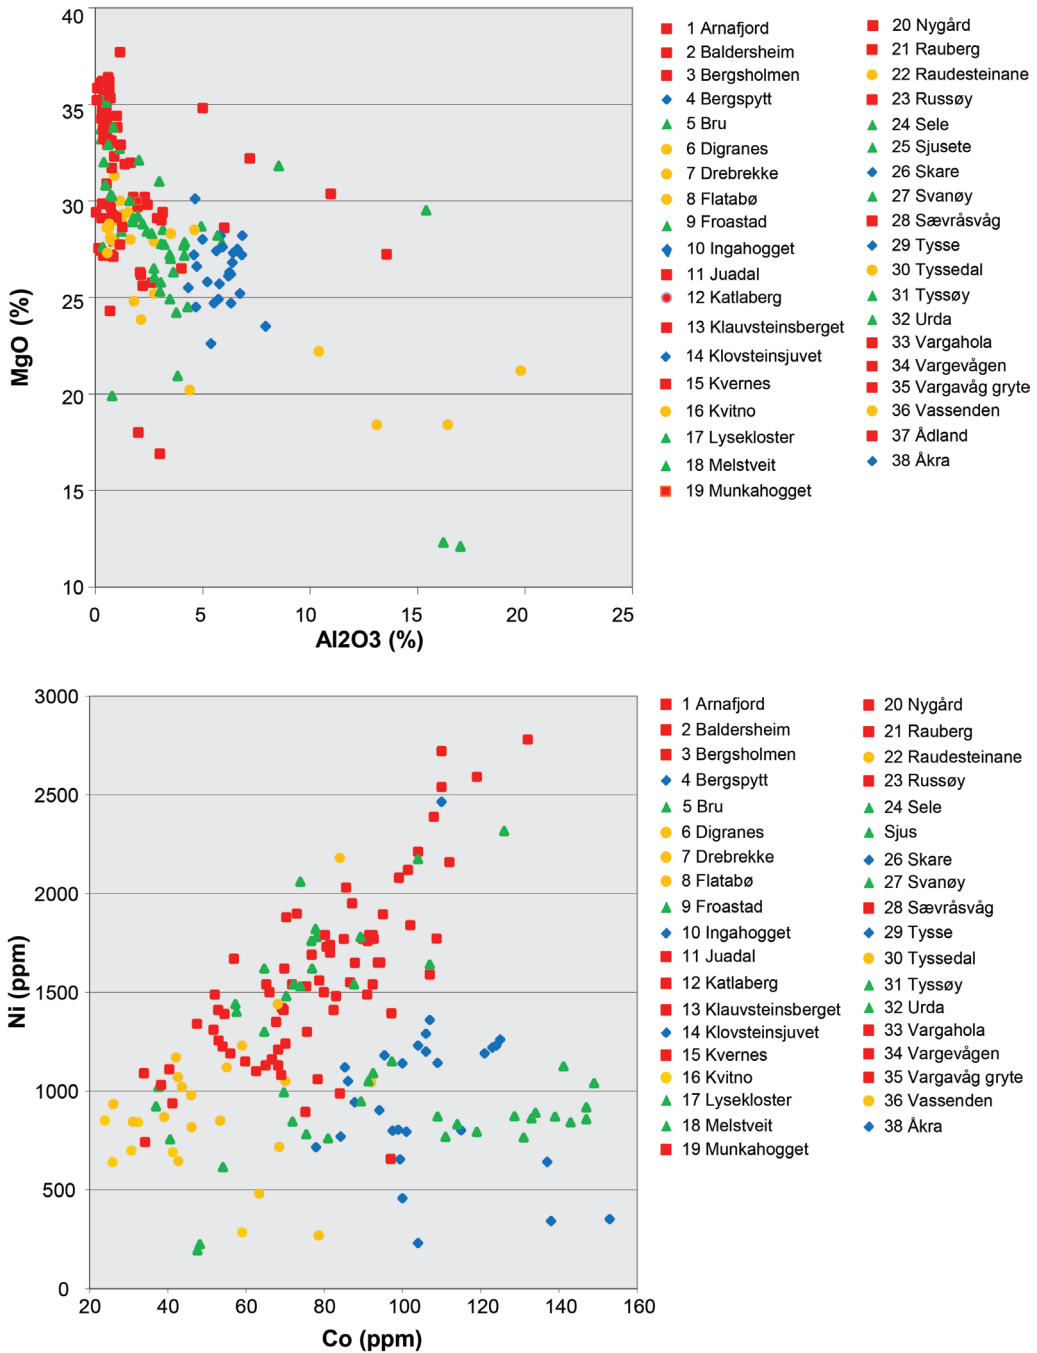 40
35
30
25
20
15
10
MgO (%)
0 5 10 15 20 25
Al2O3 (%)
1 Arnafjord
2 Baldersheim
3 Bergsholmen
4 Bergspytt
5 Bru
6 Digranes
7 Drebrekke
8 Flatabø
9 Froastad
10 Ingahogget
11 Juadal
12 Katlaberg
13 Klauvsteinsberget
14 Klovsteinsjuvet
15 Kvernes
16 Kvitno
17 Lysekloster
18 Melstveit
19 Munkahogget
20 Nygård
21 Rauberg
22 Raudesteinane
23 Russøy
24 Sele
25 Sjusete
26 Skare
27 Svanøy
28 Sævråsvåg
29 Tysse
30 Tyssedal
31 Tyssøy
32 Urda
33 Vargahola
34 Vargevågen
35 Vargavåg gryte
36 Vassenden
37 Ådland
38 Åkra
3000
2500
2000
1500
1000
500
0
Ni (ppm)
20 40 60 80 100 120 140 160
Co (ppm)
1 Arnafjord
2 Baldersheim
3 Bergsholmen
4 Bergspytt
5 Bru
6 Digranes
7 Drebrekke
8 Flatabø
9 Froastad
10 Ingahogget
11 Juadal
12 Katlaberg
13 Klauvsteinsberget
14 Klovsteinsjuvet
15 Kvernes
16 Kvitno
17 Lysekloster
18 Melstveit
19 Munkahogget
20 Nygård
21 Rauberg
22 Raudesteinane
23 Russøy
24 Sele
Sjus
26 Skare
27 Svanøy
28 Sævråsvåg
29 Tysse
30 Tyssedal
31 Tyssøy
32 Urda
33 Vargahola
34 Vargevågen
35 Vargavåg gryte
36 Vassenden
38 Åkra